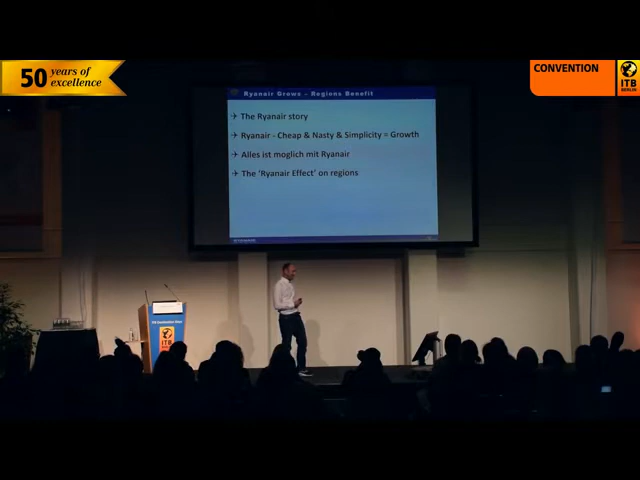 50 years of
excellence
CONVENTION
ITB
BERLIN
Ryanair Grows - Regions Benefit
The Ryanair story
Ryanair - Cheap & Nasty & Simplicity = Growth
Alles ist moglich mit Ryanair
The 'Ryanair Effect' on regions
ITB